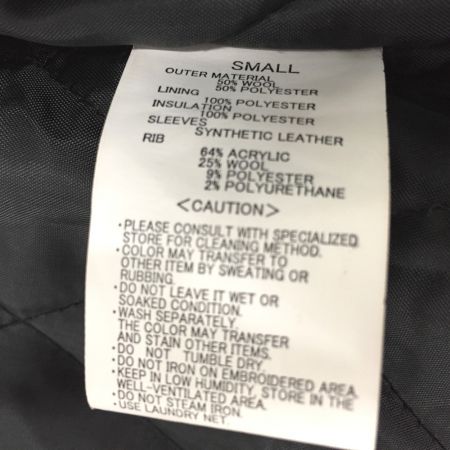 SMALL
OUTER MATERIAL
50% WOOL
50% POLYESTER
LINING
100% POLYESTER
INSULATION
100% POLYESTER
SLEEVES
SYNTHETIC LEATHER
RIB
64% ACRYLIC
25% WOOL
9% POLYESTER
2% POLYURETHANE
<CAUTION>
・PLEASE CONSULT WITH SPECIALIZED
STORE FOR CLEANING METHOD.
・COLOR MAY TRANSFER TO
OTHER ITEM BY SWEATING OR
RUBBING.
・DO NOT LEAVE IT WET OR
SOAKED CONDITION.
・WASH SEPARATELY.
THE COLOR MAY TRANSFER
AND STAIN OTHER ITEMS.
・DO NOT TUMBLE DRY.
・DO NOT IRON ON EMBROIDERED AREA.
・KEEP IN LOW HUMIDITY, STORE IN THE
WELL-VENTILATED AREA.
・DO NOT STEAM IRON.
・USE LAUNDRY NET.